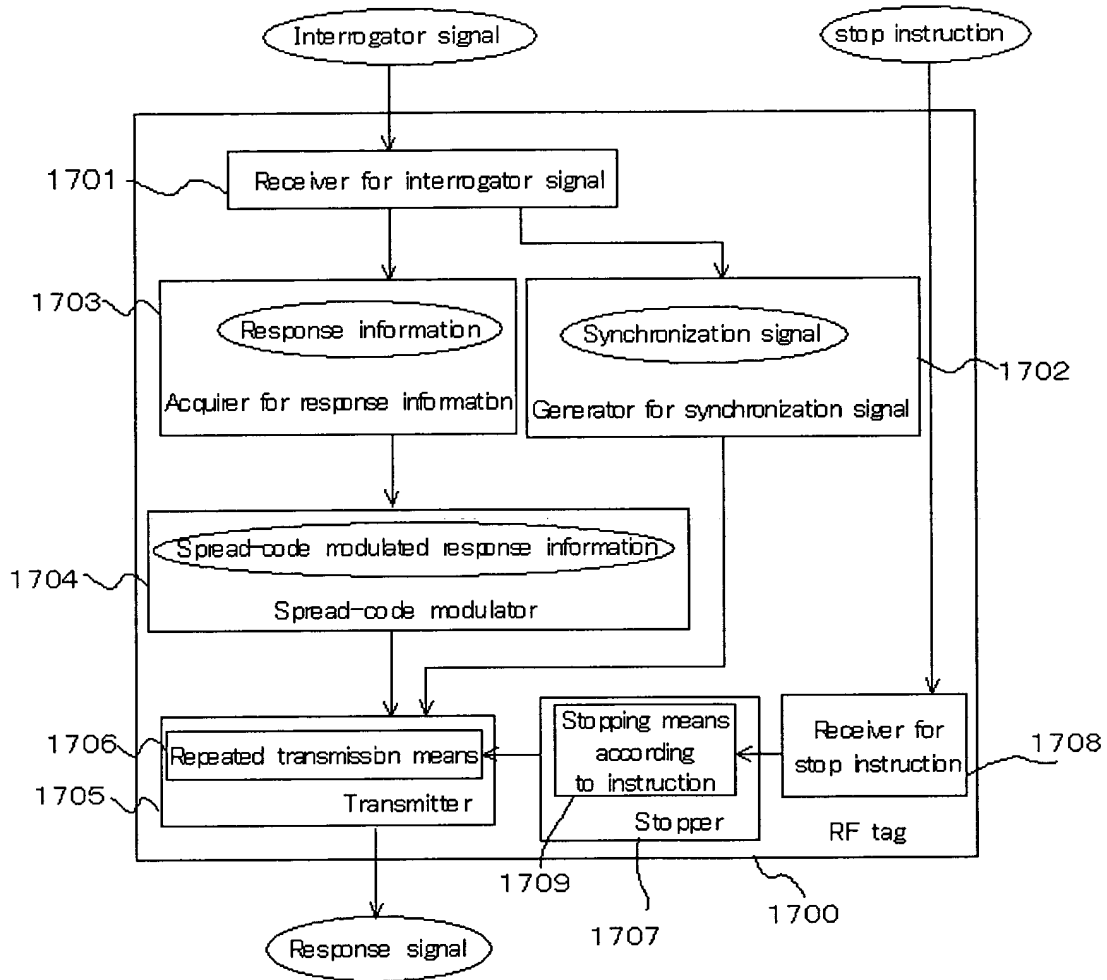 Interrogator signal
stop instruction
1701
Receiver for interrogator signal
1703
Response information
Acquirer for response information
Synchronization signal
Generator for synchronization signal
1702
Spread-code modulated response information
1704
Spread-code modulator
1706
Repeated transmission means
1705
Transmitter
Stopping means
according
to instruction
Stopper
Receiver for
stop instruction
1708
RF tag
1709
1707
1700
Response signal